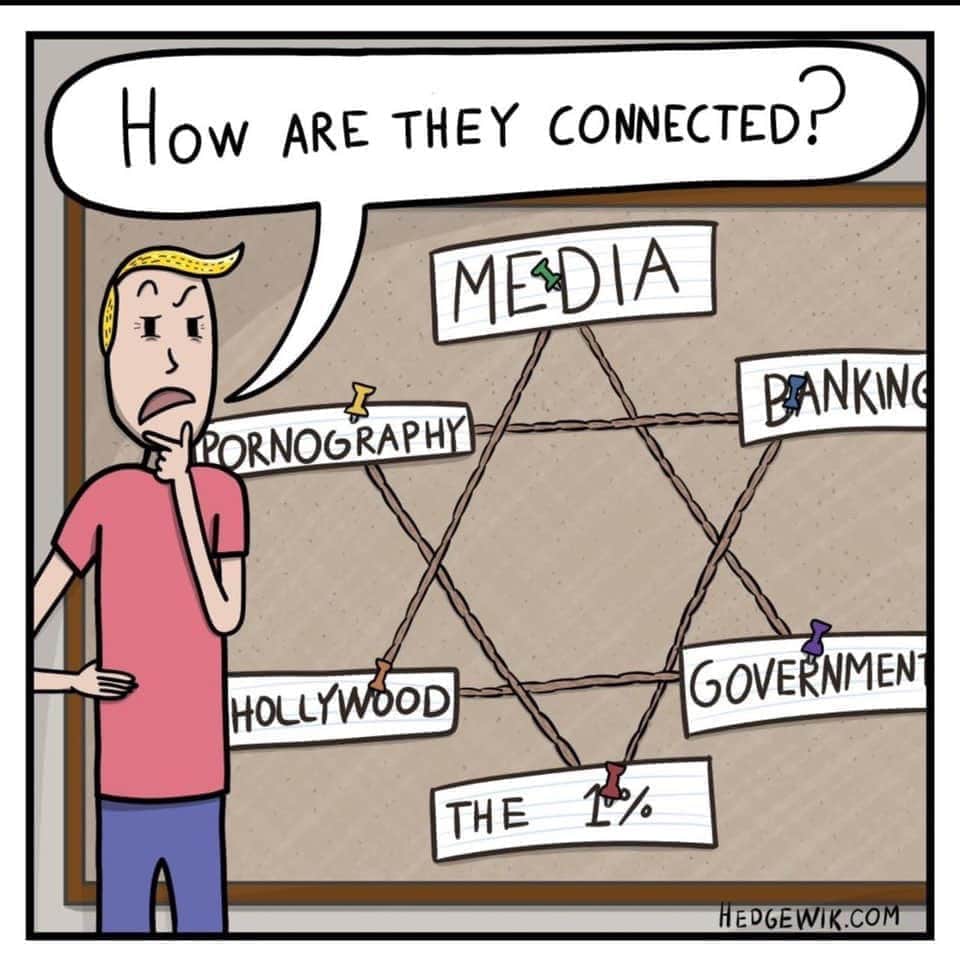 HOW ARE THEY CONNECTED?
MEDIA
BANKING
PORNOGRAPHY
HOLLYWOOD
GOVERNMENT
THE 1%
HEDGEWIK.COM